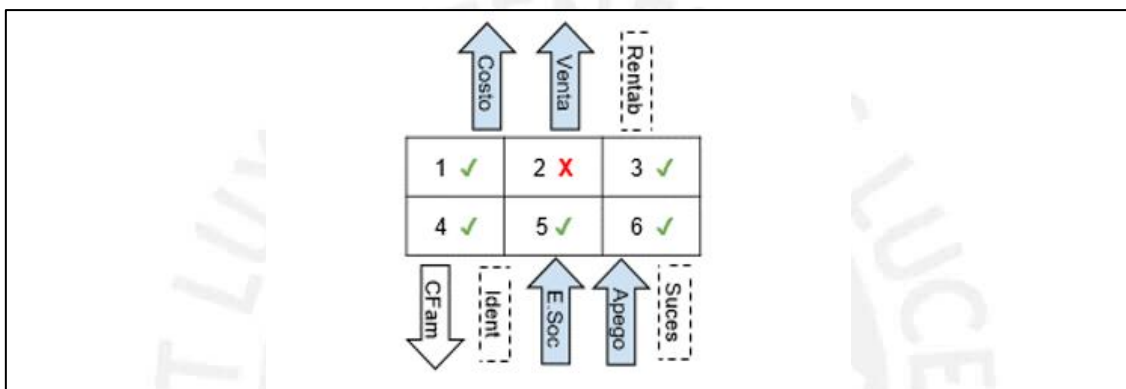 Costo
Venta
Rentab
1 ✓ 2 X 3 ✓
4 ✓ 5 ✓ 6 ✓
CFam
Ident
E.Soc
Apego
Suces